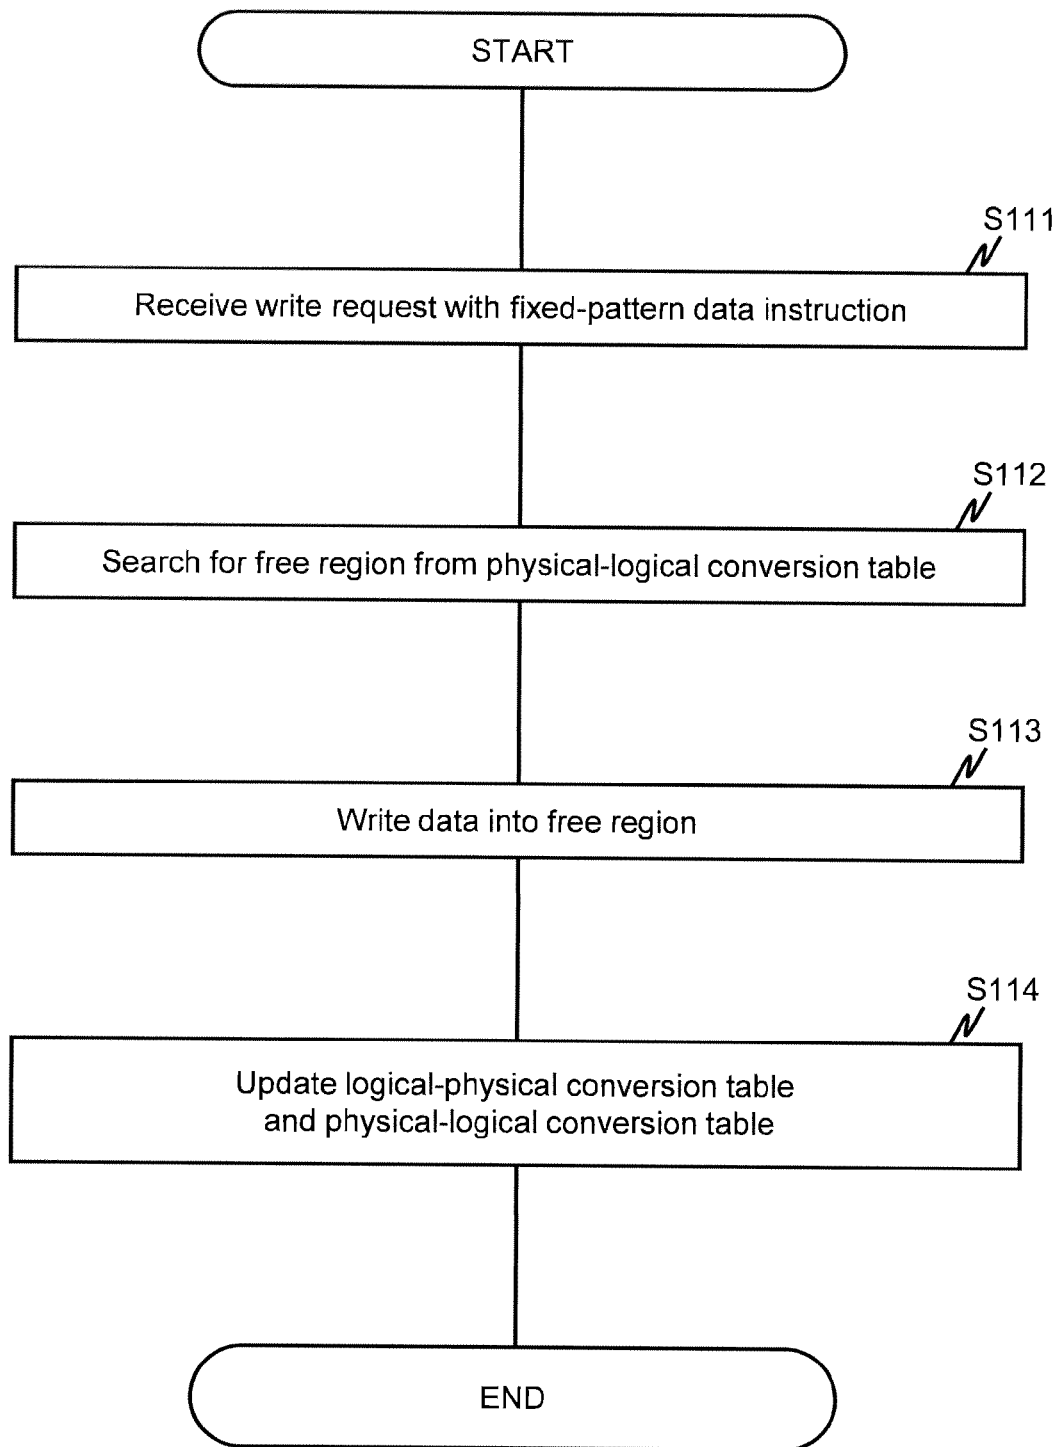 START
S111
Receive write request with fixed-pattern data instruction
S112
Search for free region from physical-logical conversion table
S113
Write data into free region
S114
Update logical-physical conversion table
and physical-logical conversion table
END